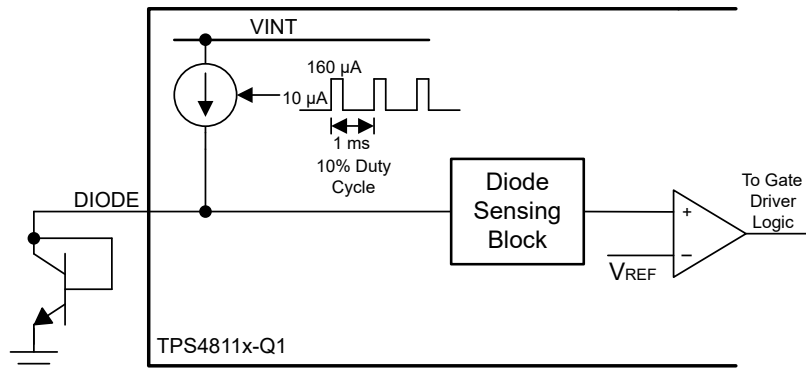 VINT
160 µA
10 µA
1 ms
10% Duty
Cycle
DIODE
Diode
Sensing
Block
+
−
VREF
To Gate
Driver
Logic
TPS4811x-Q1